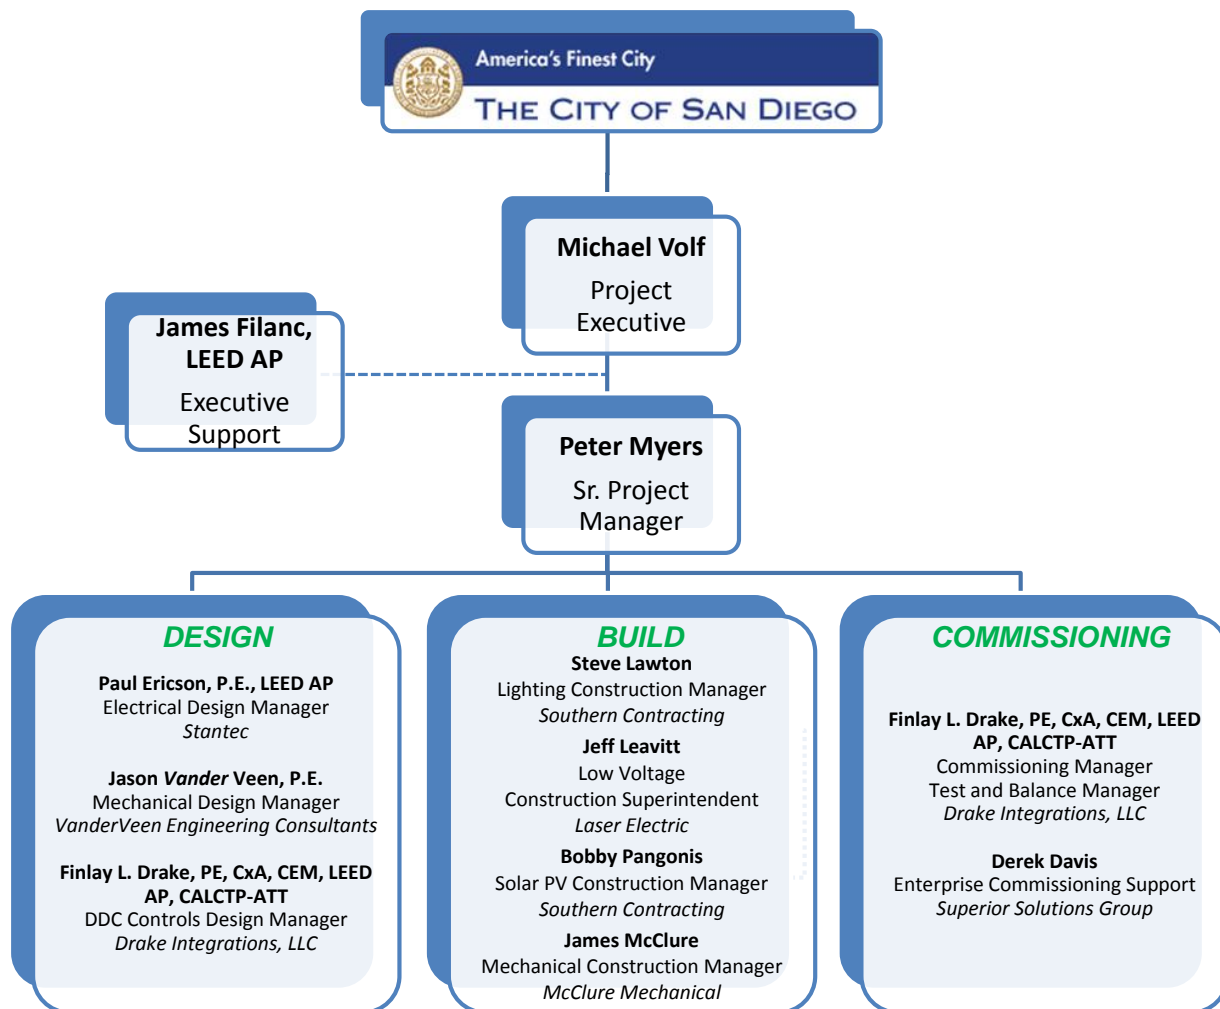 America's Finest City
THE CITY OF SAN DIEGO
Michael Volf
Project
Executive
James Filanc,
LEED AP
Executive
Support
Peter Myers
Sr. Project
Manager
DESIGN
Paul Ericson, P.E., LEED AP
Electrical Design Manager
Stantec
Jason Vander Veen, P.E.
Mechanical Design Manager
VanderVeen Engineering Consultants
Finlay L. Drake, PE, CxA, CEM, LEED
AP, CALCTP-ATT
DDC Controls Design Manager
Drake Integrations, LLC
BUILD
Steve Lawton
Lighting Construction Manager
Southern Contracting
Jeff Leavitt
Low Voltage
Construction Superintendent
Laser Electric
Bobby Pangonis
Solar PV Construction Manager
Southern Contracting
James McClure
Mechanical Construction Manager
McClure Mechanical
COMMISSIONING
Finlay L. Drake, PE, CxA, CEM, LEED
AP, CALCTP-ATT
Commissioning Manager
Test and Balance Manager
Drake Integrations, LLC
Derek Davis
Enterprise Commissioning Support
Superior Solutions Group